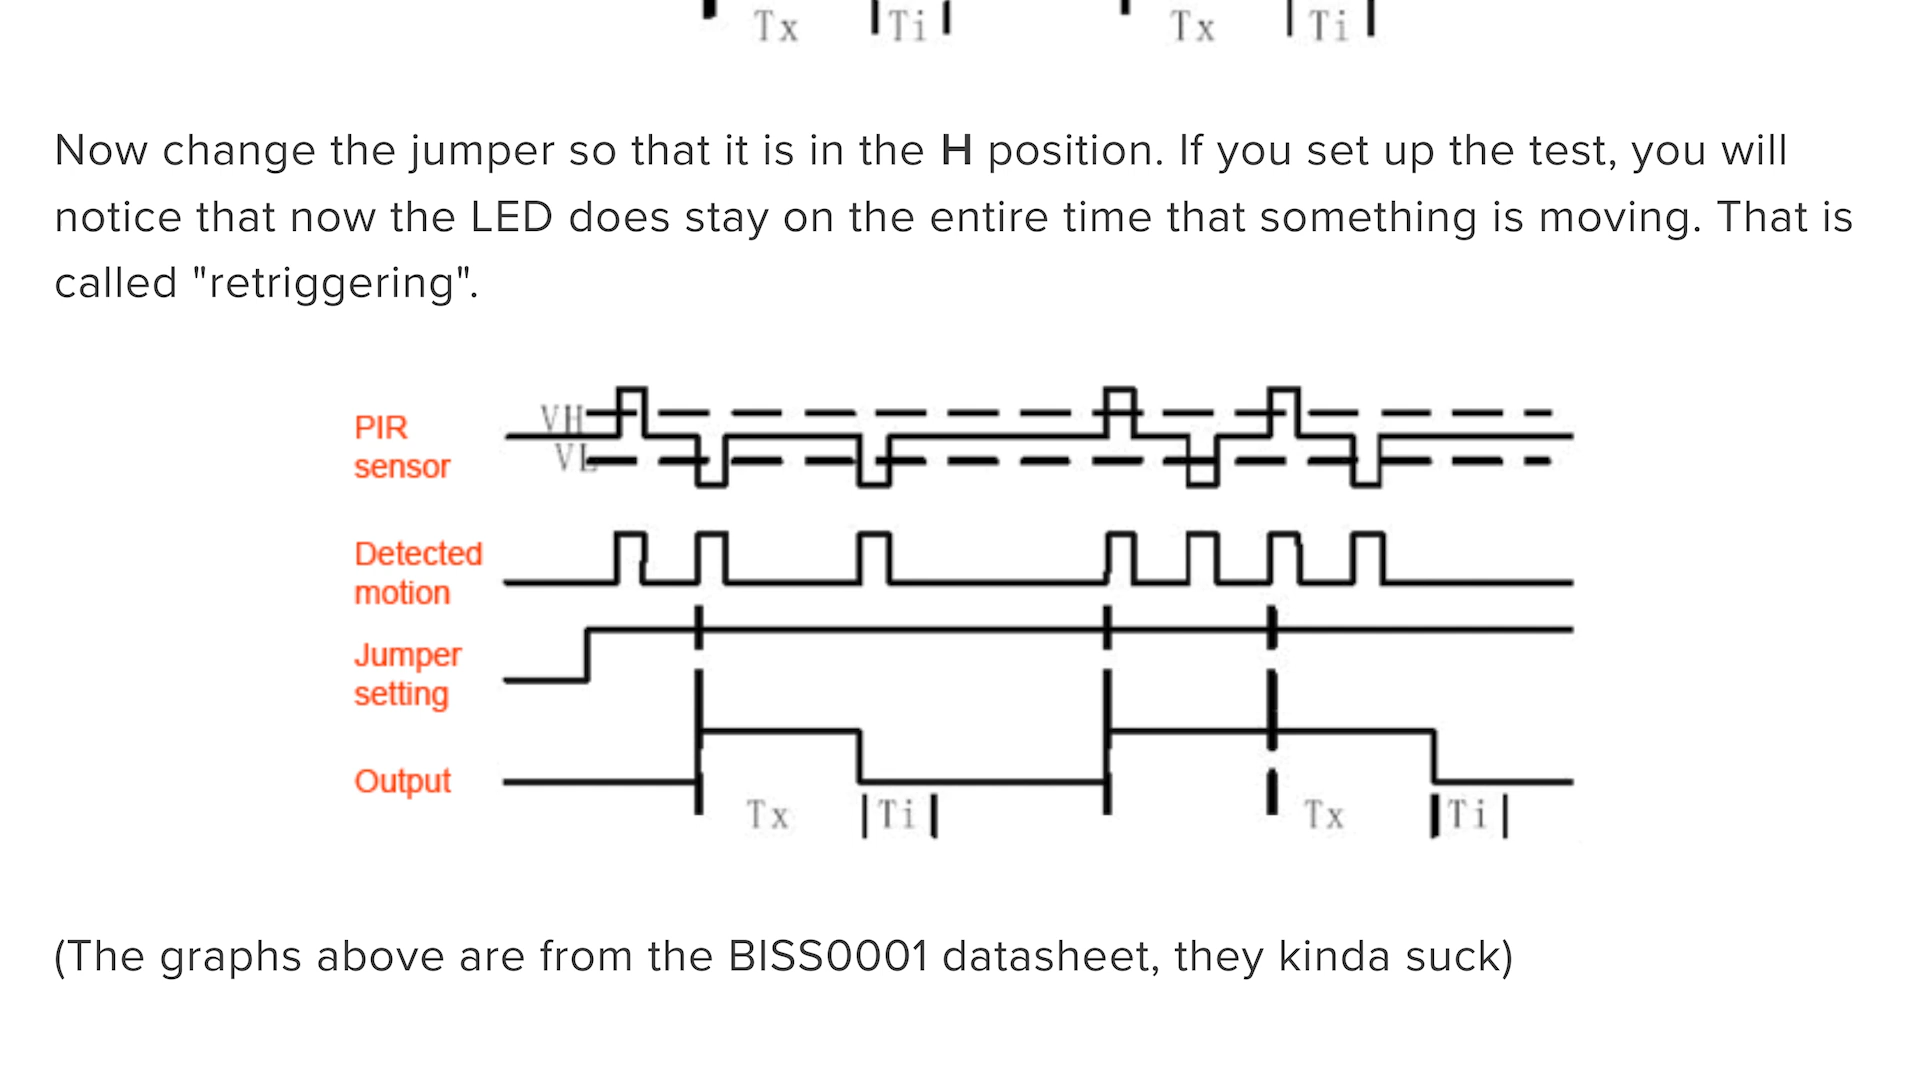 Tx |Ti| Tx |Ti|
Now change the jumper so that it is in the H position. If you set up the test, you will
notice that now the LED does stay on the entire time that something is moving. That is
called "retriggering".
PIR
sensor
VH
VL
Detected
motion
Jumper
setting
Output
Tx |Ti| Tx |Ti|
(The graphs above are from the BISS0001 datasheet, they kinda suck)